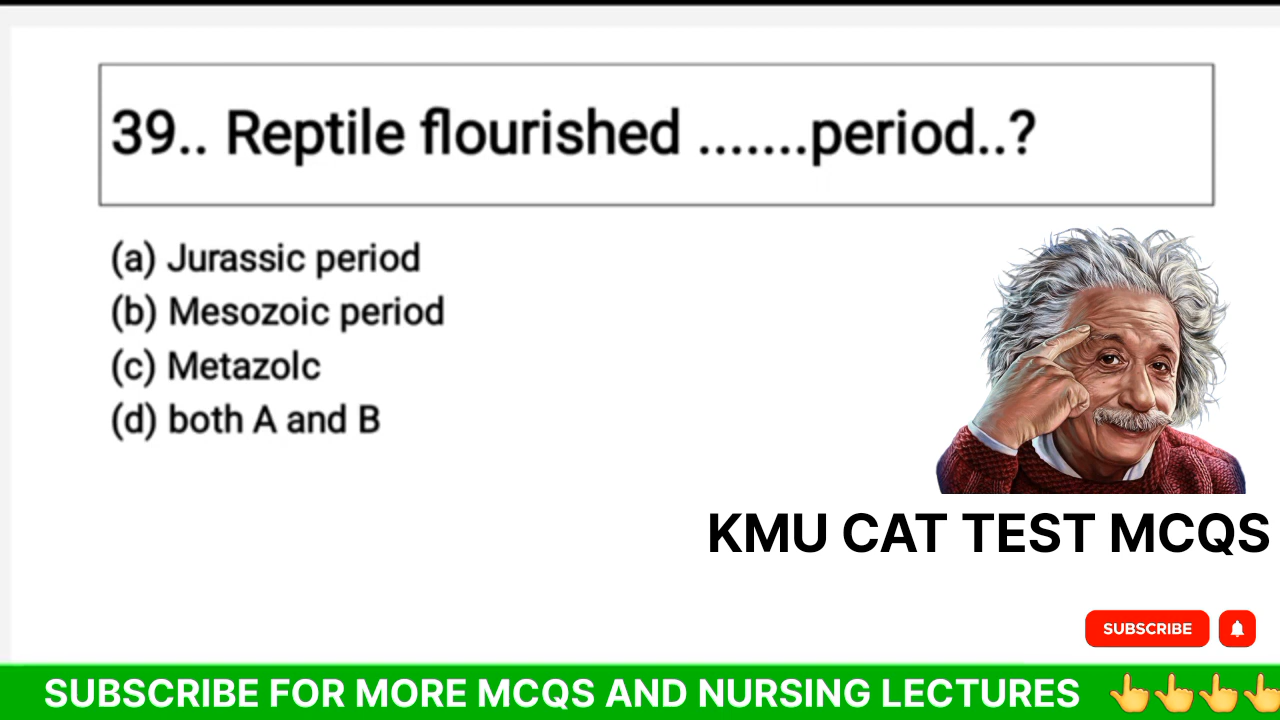 39.. Reptile flourished .......period..?
(a) Jurassic period
(b) Mesozoic period
(c) Metazolc
(d) both A and B
KMU CAT TEST MCQS
SUBSCRIBE
SUBSCRIBE FOR MORE MCQS AND NURSING LECTURES 👆👆👆👆